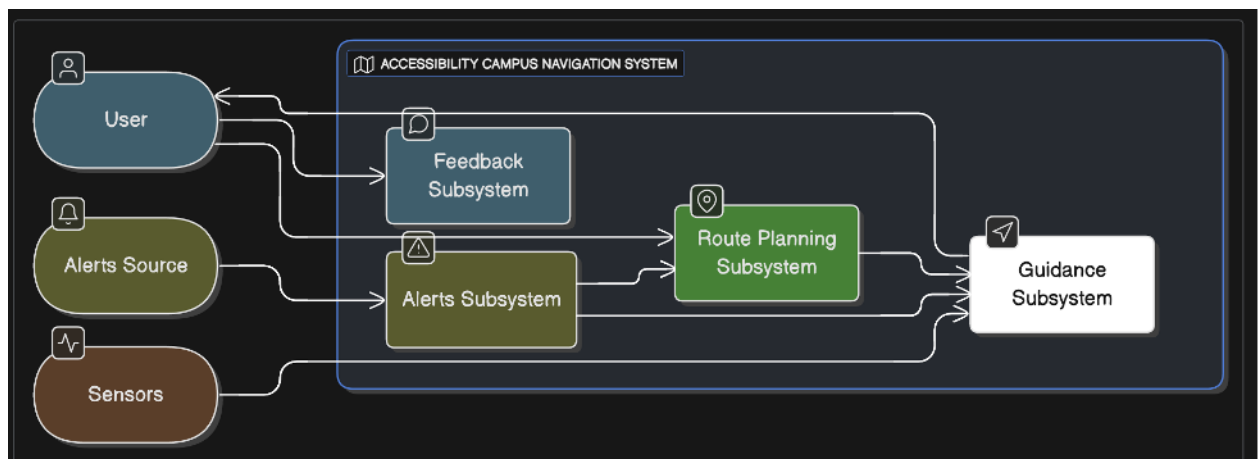 ACCESSIBILITY CAMPUS NAVIGATION SYSTEM
User
Feedback
Subsystem
Alerts Source
Alerts Subsystem
Route Planning
Subsystem
Guidance
Subsystem
Sensors